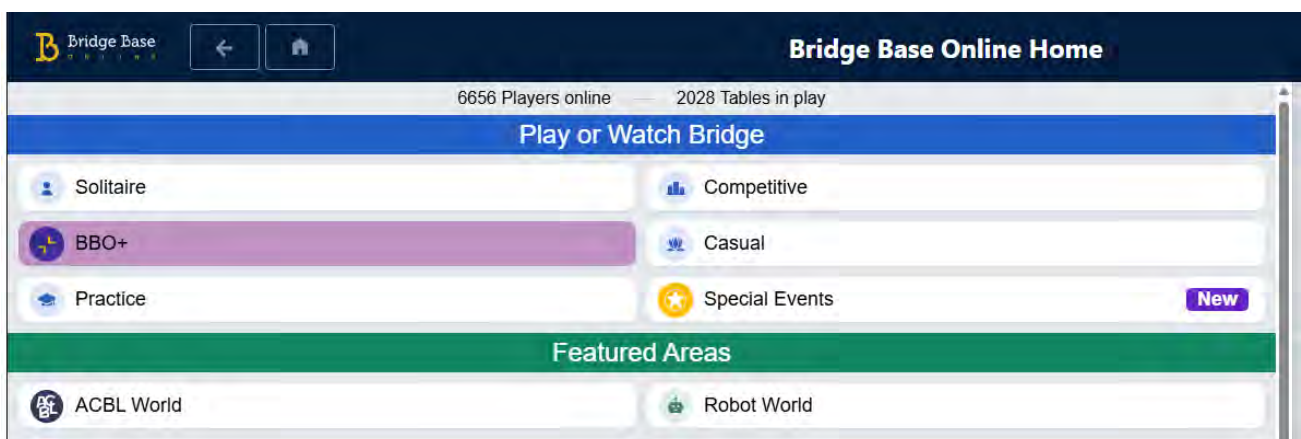 Bridge Base
ONLINE
Bridge Base Online Home
6656 Players online — 2028 Tables in play
Play or Watch Bridge
Solitaire
Competitive
BBO+
Casual
Practice
Special Events
New
Featured Areas
ACBL
ACBL World
Robot World